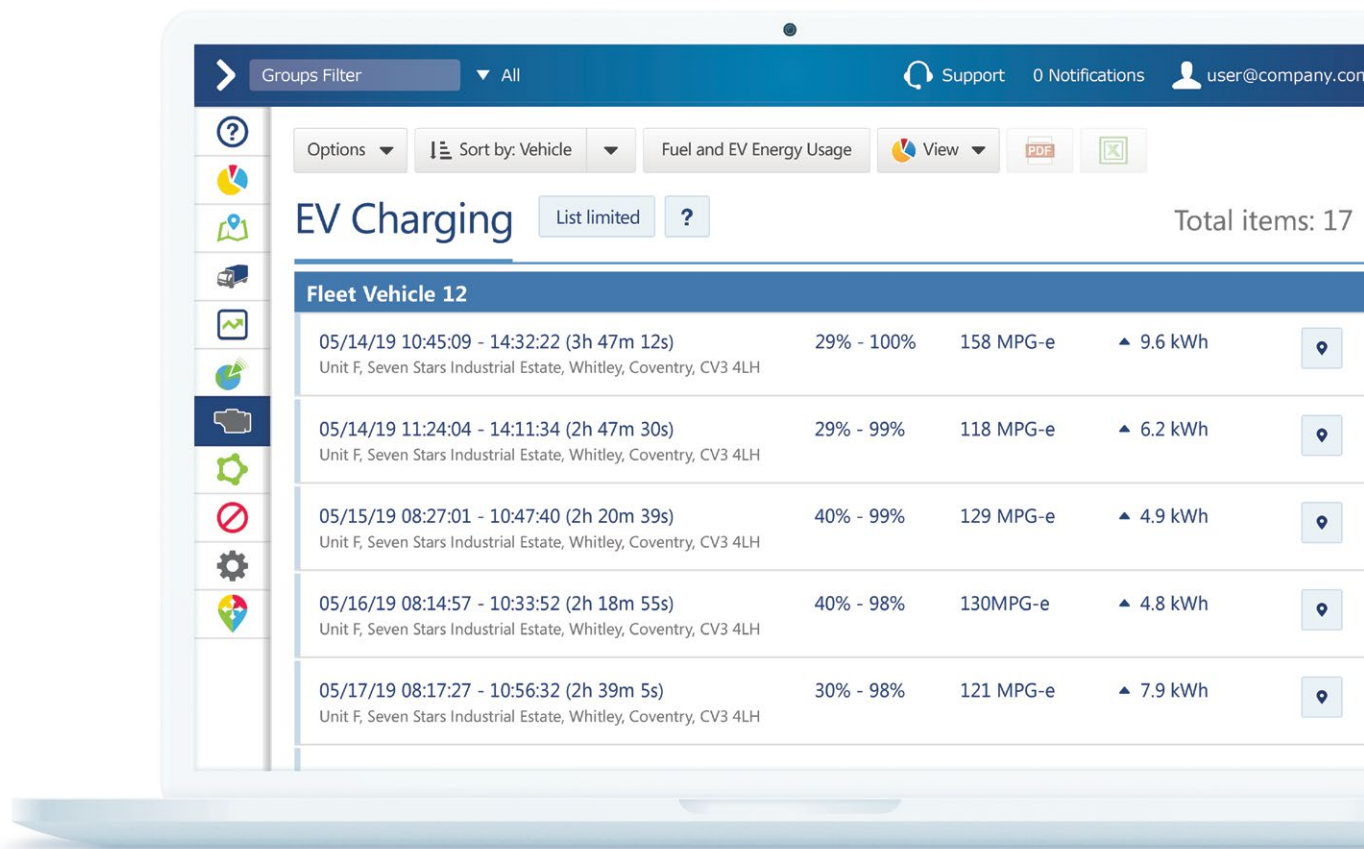 Groups Filter ▼ All Support 0 Notifications user@company.com
Options Sort by: Vehicle Fuel and EV Energy Usage View PDF X
EV Charging List limited ? Total items: 17
Fleet Vehicle 12
05/14/19 10:45:09 - 14:32:22 (3h 47m 12s) 29% - 100% 158 MPG-e 9.6 kWh
Unit F, Seven Stars Industrial Estate, Whitley, Coventry, CV3 4LH
05/14/19 11:24:04 - 14:11:34 (2h 47m 30s) 29% - 99% 118 MPG-e 6.2 kWh
Unit F, Seven Stars Industrial Estate, Whitley, Coventry, CV3 4LH
05/15/19 08:27:01 - 10:47:40 (2h 20m 39s) 40% - 99% 129 MPG-e 4.9 kWh
Unit F, Seven Stars Industrial Estate, Whitley, Coventry, CV3 4LH
05/16/19 08:14:57 - 10:33:52 (2h 18m 55s) 40% - 98% 130MPG-e 4.8 kWh
Unit F, Seven Stars Industrial Estate, Whitley, Coventry, CV3 4LH
05/17/19 08:17:27 - 10:56:32 (2h 39m 5s) 30% - 98% 121 MPG-e 7.9 kWh
Unit F, Seven Stars Industrial Estate, Whitley, Coventry, CV3 4LH